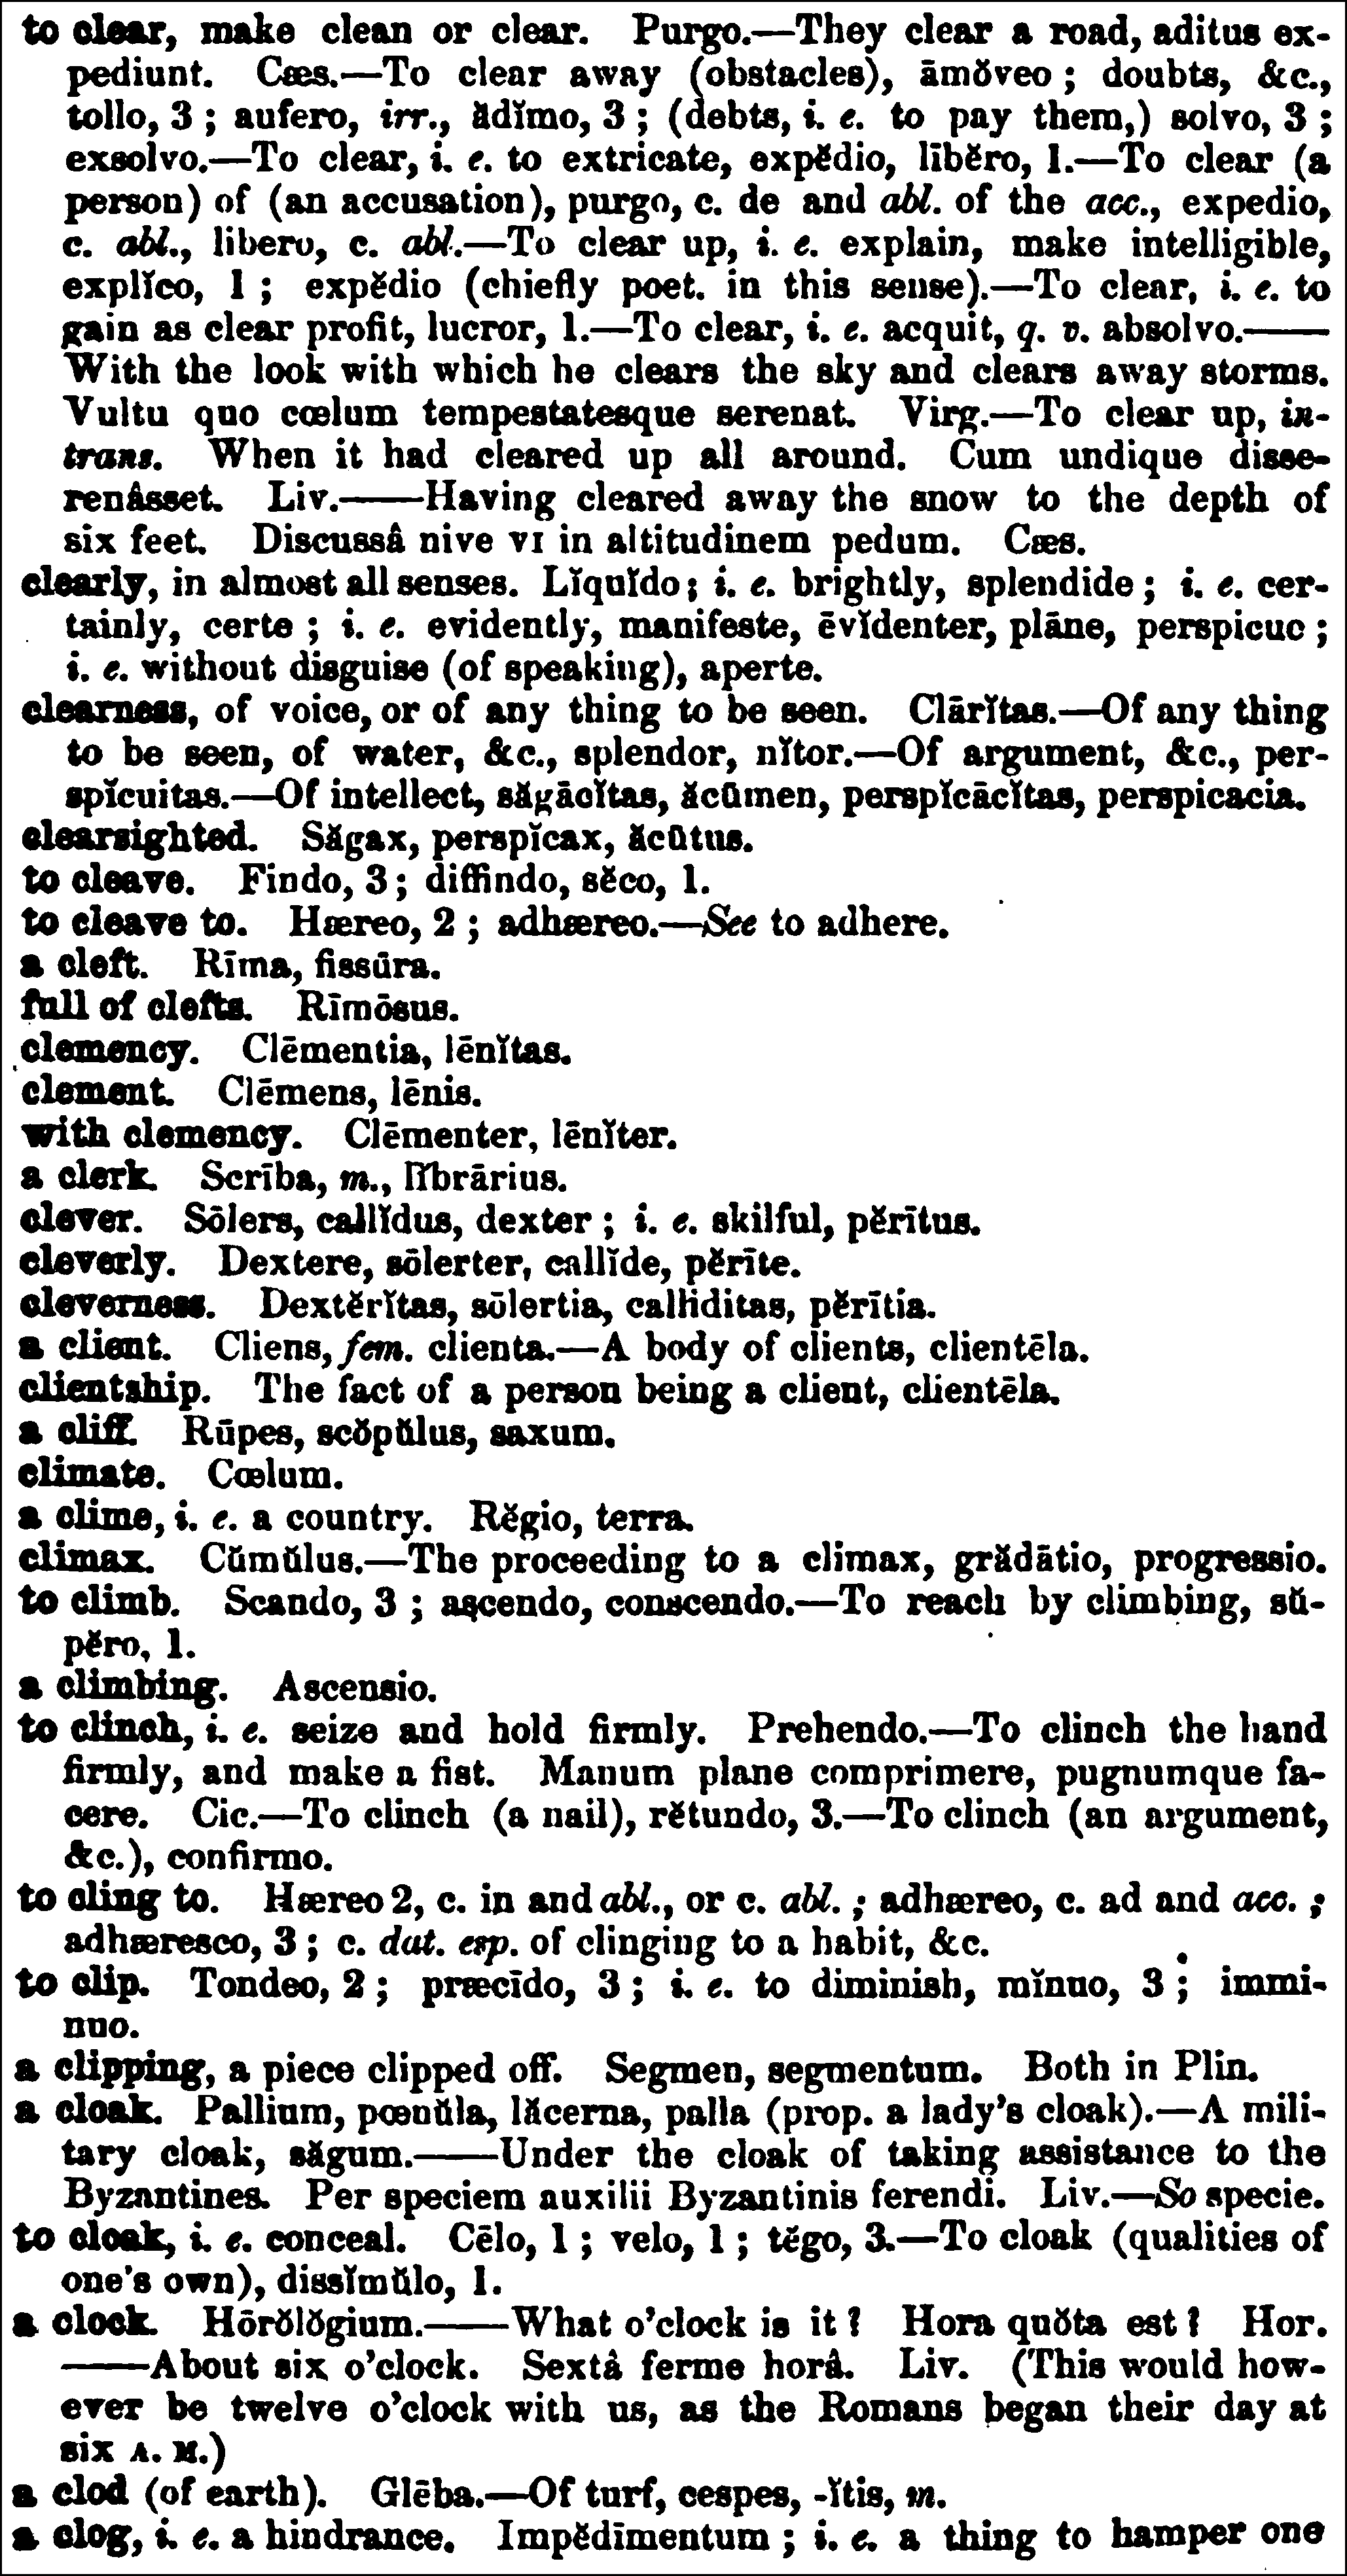 to clear, make clean or clear. Purgo.—They clear a road, aditus ex-
pediunt. Cæs.—To clear away (obstacles), āmŏveo ; doubts, &c.,
tollo, 3 ; aufero, irr., ădĭmo, 3 ; (debts, i. e. to pay them,) solvo, 3 ;
exsolvo.—To clear, i. e. to extricate, expĕdio, lībĕro, 1.—To clear (a
person) of (an accusation), purgo, c. de and abl. of the acc., expedio,
c. abl., libero, c. abl.—To clear up, i. e. explain, make intelligible,
explĭco, 1 ; expĕdio (chiefly poet. in this sense).—To clear, i. e. to
gain as clear profit, lucror, 1.—To clear, i. e. acquit, q. v. absolvo.——
With the look with which he clears the sky and clears away storms.
Vultu quo cœlum tempestatesque serenat. Virg.—To clear up, in-
trans. When it had cleared up all around. Cum undique disse-
renâsset. Liv.——Having cleared away the snow to the depth of
six feet. Discussâ nive VI in altitudinem pedum. Cæs.
clearly, in almost all senses. Lĭquĭdo ; i. e. brightly, splendide ; i. e. cer-
tainly, certe ; i. e. evidently, manifeste, ēvĭdenter, plāne, perspicue ;
i. e. without disguise (of speaking), aperte.
clearness, of voice, or of any thing to be seen. Clārĭtas.—Of any thing
to be seen, of water, &c., splendor, nĭtor.—Of argument, &c., per-
spĭcuitas.—Of intellect, săgācĭtas, ăcūmen, perspĭcācĭtas, perspicacia.
clearsighted. Săgax, perspĭcax, ăcūtus.
to cleave. Findo, 3 ; diffindo, sĕco, 1.
to cleave to. Hæreo, 2 ; adhæreo.—See to adhere.
a cleft. Rīma, fissūra.
full of clefts. Rīmōsus.
clemency. Clēmentia, lēnĭtas.
clement. Clēmens, lēnis.
with clemency. Clēmenter, lēnĭter.
a clerk. Scrība, m., lībrārius.
clever. Sōlers, callĭdus, dexter ; i. e. skilful, pĕrītus.
cleverly. Dextere, sōlerter, callĭde, pĕrīte.
cleverness. Dextĕrĭtas, sōlertia, calliditas, pĕrītia.
a client. Cliens, fem. clienta.—A body of clients, clientēla.
clientship. The fact of a person being a client, clientēla.
a cliff. Rūpes, scŏpŭlus, saxum.
climate. Cœlum.
a clime, i. e. a country. Rĕgio, terra.
climax. Cŭmŭlus.—The proceeding to a climax, grădātio, progressio.
to climb. Scando, 3 ; ascendo, conscendo.—To reach by climbing, sŭ-
pĕro, 1.
a climbing. Ascensio.
to clinch, i. e. seize and hold firmly. Prehendo.—To clinch the hand
firmly, and make a fist. Manum plane comprimere, pugnumque fa-
cere. Cic.—To clinch (a nail), rĕtundo, 3.—To clinch (an argument,
&c.), confirmo.
to cling to. Hæreo 2, c. in and abl., or c. abl. ; adhæreo, c. ad and acc. ;
adhæresco, 3 ; c. dat. esp. of clinging to a habit, &c.
to clip. Tondeo, 2 ; præcīdo, 3 ; i. e. to diminish, mĭnuo, 3 ; immi-
nuo.
a clipping, a piece clipped off. Segmen, segmentum. Both in Plin.
a cloak. Pallium, pœnŭla, lăcerna, palla (prop. a lady's cloak).—A mili-
tary cloak, săgum.——Under the cloak of taking assistance to the
Byzantines. Per speciem auxilii Byzantinis ferendi. Liv.—So specie.
to cloak, i. e. conceal. Cēlo, 1 ; velo, 1 ; tĕgo, 3.—To cloak (qualities of
one's own), dissĭmŭlo, 1.
a clock. Hōrŏlŏgium.——What o'clock is it ? Hora quŏta est ? Hor.
——About six o'clock. Sextâ ferme horâ. Liv. (This would how-
ever be twelve o'clock with us, as the Romans began their day at
six A. M.)
a clod (of earth). Glēba.—Of turf, cespes, -ĭtis, m.
a clog, i. e. a hindrance. Impĕdīmentum ; i. e. a thing to hamper one